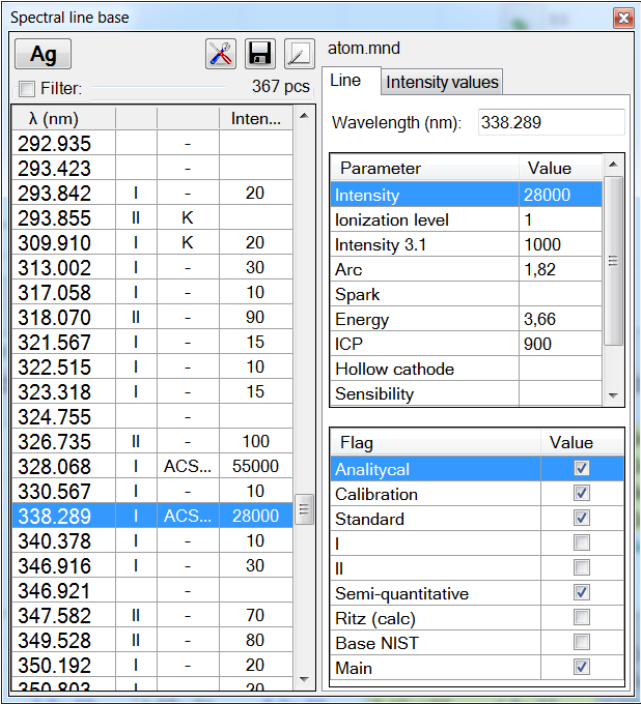 Spectral line base
Ag
Filter: 367 pcs
λ (nm) Inten...
292.935 -
293.423 -
293.842 I - 20
293.855 II K
309.910 I K 20
313.002 I - 30
317.058 I - 10
318.070 II - 90
321.567 I - 15
322.515 I - 10
323.318 I - 15
324.755 -
326.735 II - 100
328.068 I ACS... 55000
330.567 I - 10
338.289 I ACS... 28000
340.378 I - 10
346.916 I - 30
346.921 -
347.582 II - 70
349.528 II - 80
350.192 I - 20
350.803 I 20
atom.mnd
Line Intensity values
Wavelength (nm): 338.289
Parameter Value
Intensity 28000
Ionization level 1
Intensity 3.1 1000
Arc 1,82
Spark
Energy 3,66
ICP 900
Hollow cathode
Sensibility
Flag Value
Analitycal
Calibration
Standard
I
II
Semi-quantitative
Ritz (calc)
Base NIST
Main